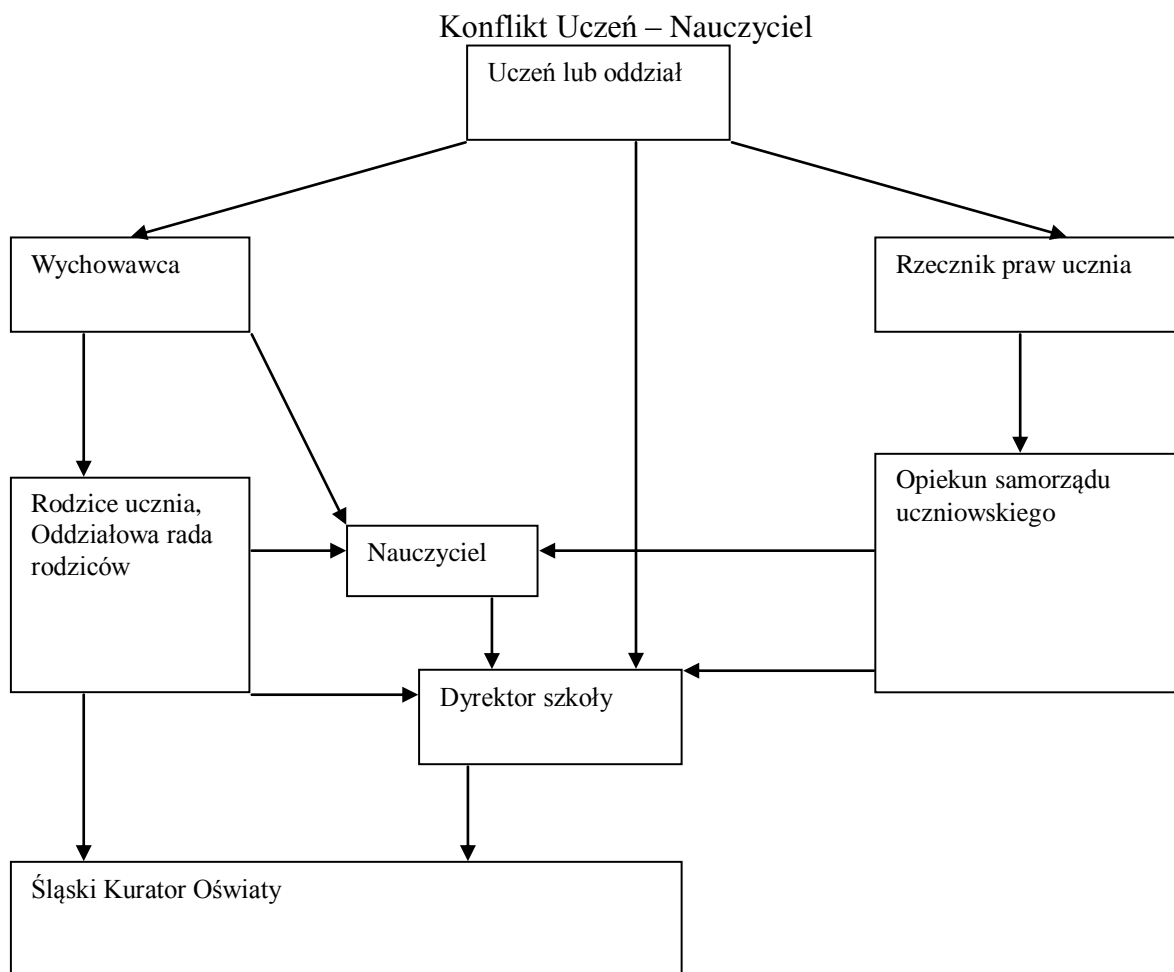 Konflikt Uczeń – Nauczyciel
Uczeń lub oddział
Wychowawca
Rzecznik praw ucznia
Rodzice ucznia,
Oddziałowa rada
rodziców
Nauczyciel
Opiekun samorządu
uczniowskiego
Dyrektor szkoły
Śląski Kurator Oświaty